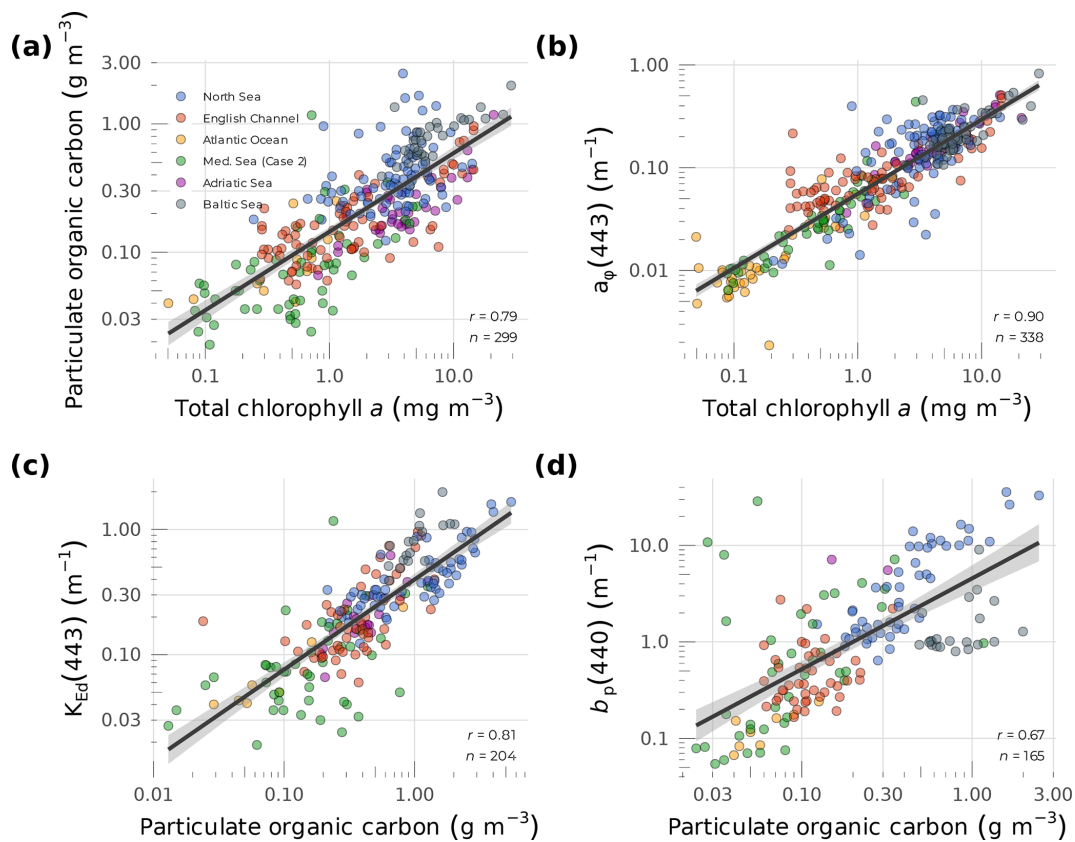 (a)
Particulate organic carbon (g m⁻³)
3.00
1.00
0.30
0.10
0.03
North Sea
English Channel
Atlantic Ocean
Med. Sea (Case 2)
Adriatic Sea
Baltic Sea
r = 0.79
n = 299
0.1 1.0 10.0
Total chlorophyll a (mg m⁻³)
(b)
aφ(443) (m⁻¹)
1.00
0.10
0.01
r = 0.90
n = 338
0.1 1.0 10.0
Total chlorophyll a (mg m⁻³)
(c)
K_Ed(443) (m⁻¹)
1.00
0.30
0.10
0.03
r = 0.81
n = 204
0.01 0.10 1.00
Particulate organic carbon (g m⁻³)
(d)
bₚ(440) (m⁻¹)
10.0
1.0
0.1
r = 0.67
n = 165
0.03 0.10 0.30 1.00 3.00
Particulate organic carbon (g m⁻³)